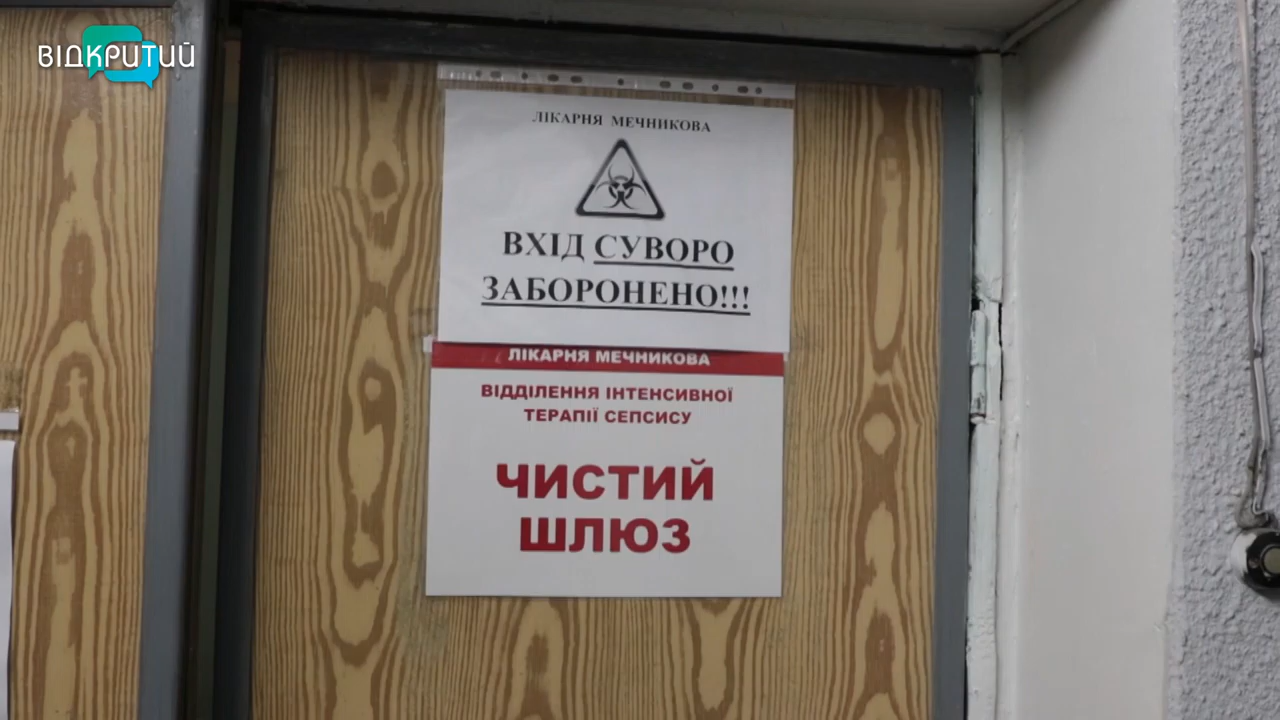 ВІДКРИТИЙ
ЛІКАРНЯ МЕЧНИКОВА
ВХІД СУВОРО
ЗАБОРОНЕНО!!!
ЛІКАРНЯ МЕЧНИКОВА
ВІДДІЛЕННЯ ІНТЕНСИВНОЇ
ТЕРАПІЇ СЕПСИСУ
ЧИСТИЙ
ШЛЮЗ